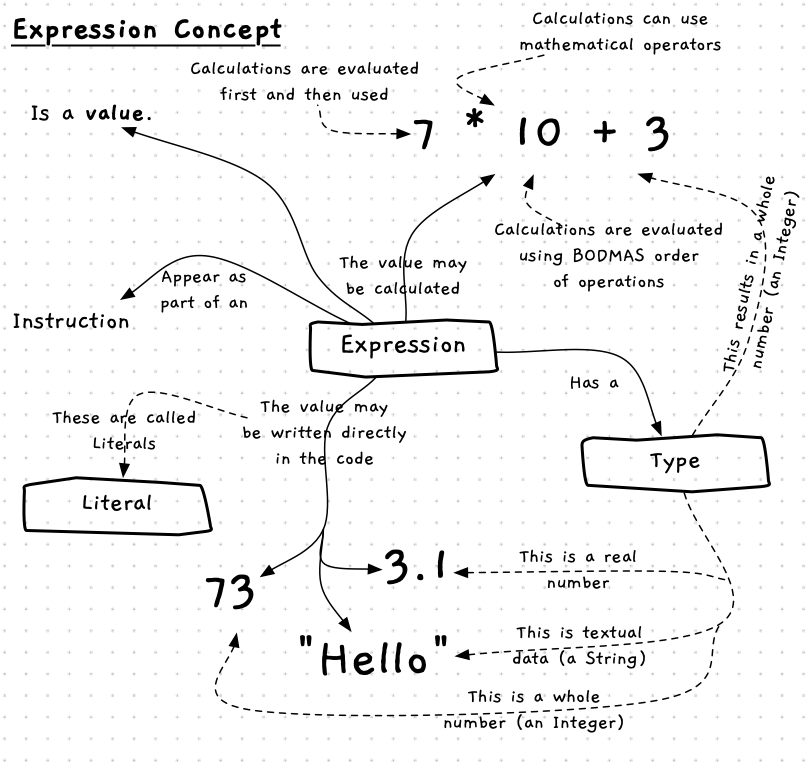 Expression Concept
Calculations can use
mathematical operators
Calculations are evaluated
first and then used
Is a value.
7 * 10 + 3
Calculations are evaluated
using BODMAS order
of operations
This results in a whole
number (an Integer)
The value may
be calculated
Appear as
part of an
Instruction
Expression
Has a
These are called
Literals
The value may
be written directly
in the code
Type
Literal
73
3.1
This is a real
number
"Hello"
This is textual
data (a String)
This is a whole
number (an Integer)